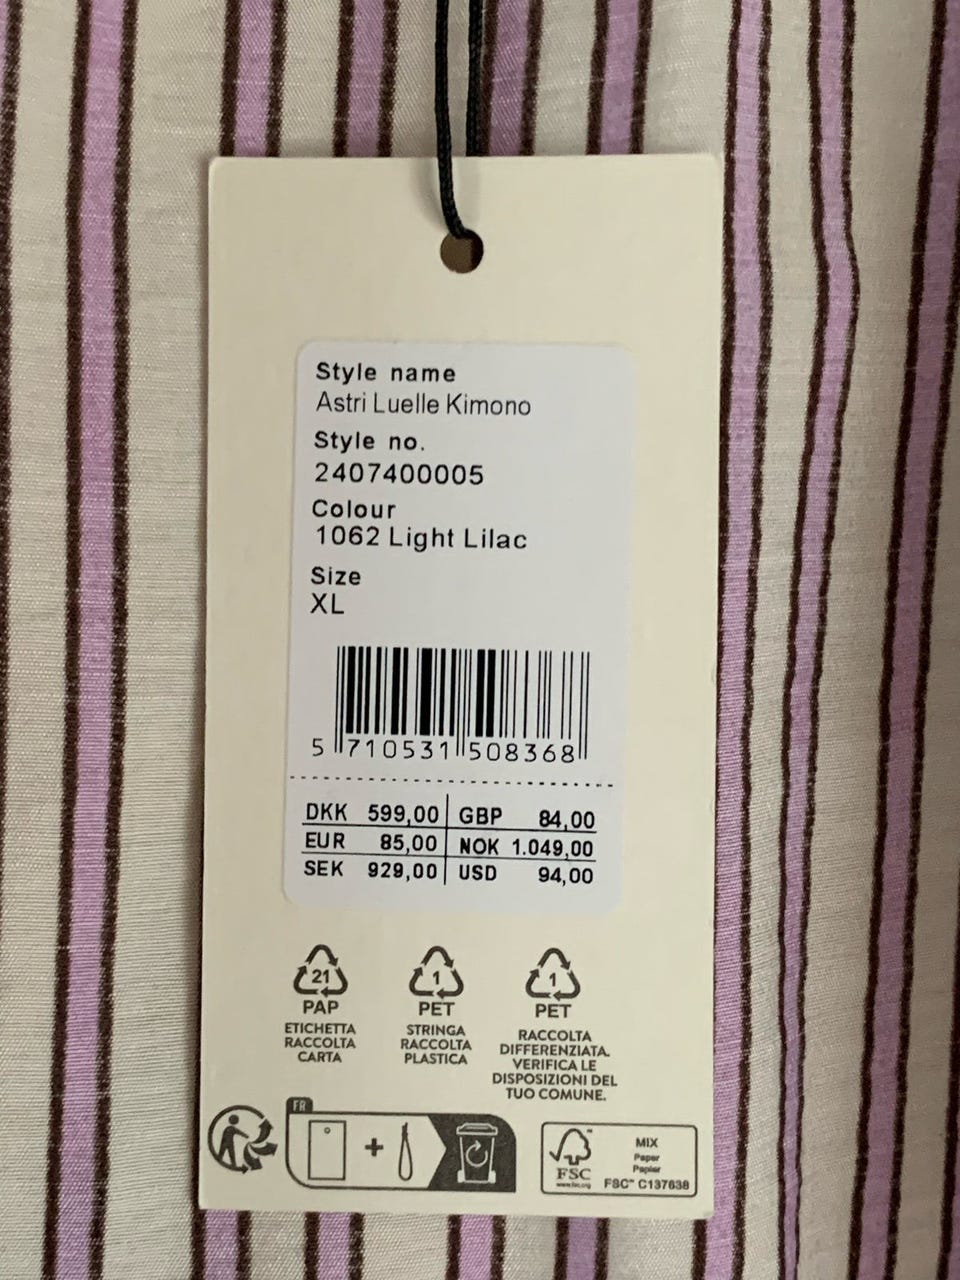 Style name
Astri Luelle Kimono
Style no.
2407400005
Colour
1062 Light Lilac
Size
XL
5 710531 508368
DKK 599,00 GBP 84,00
EUR 85,00 NOK 1.049,00
SEK 929,00 USD 94,00
21 1 1
PAP PET PET
ETICHETTA
RACCOLTA
CARTA
STRINGA
RACCOLTA
PLASTICA
RACCOLTA
DIFFERENZIATA.
VERIFICA LE
DISPOSIZIONI DEL
TUO COMUNE.
FR
+
FSC™
www.fsc.org
MIX
Paper
Papier
FSC™ C137638